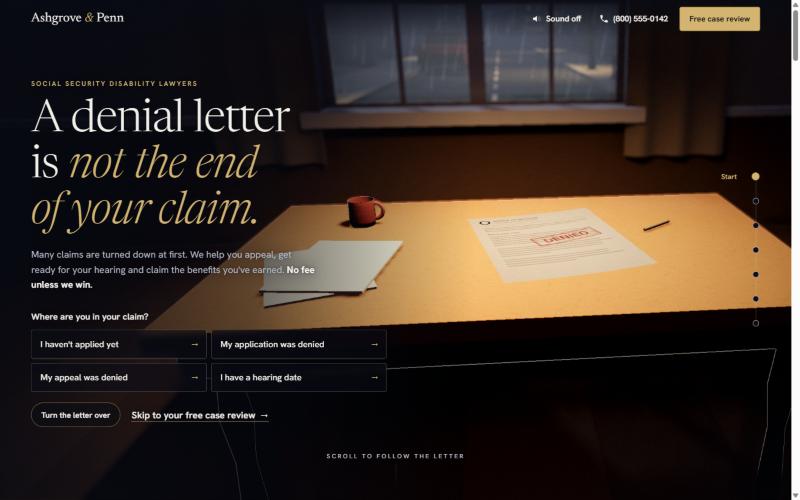 Ashgrove & Penn
Sound off
(800) 555-0142
Free case review
SOCIAL SECURITY DISABILITY LAWYERS
A denial letter
is not the end
of your claim.
Many claims are turned down at first. We help you appeal, get
ready for your hearing and claim the benefits you've earned. No fee
unless we win.
Where are you in your claim?
I haven't applied yet →
My application was denied →
My appeal was denied →
I have a hearing date →
Turn the letter over
Skip to your free case review →
SCROLL TO FOLLOW THE LETTER
Start
DENIED